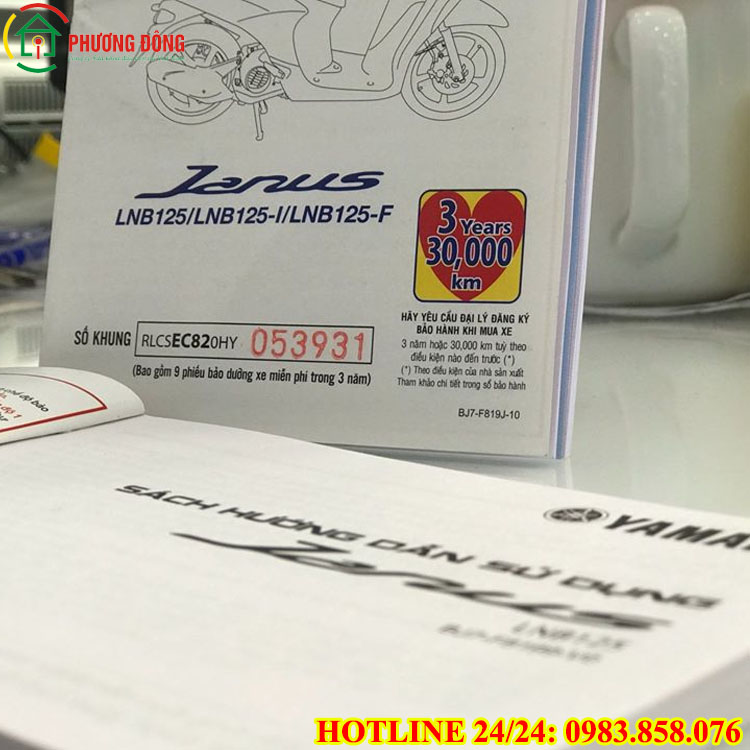 PHƯƠNG ĐÔNG
Janus
LNB125/LNB125-I/LNB125-F
3
Years
30,000
km
HÃY YÊU CẦU ĐẠI LÝ ĐĂNG KÝ
BẢO HÀNH KHI MUA XE
3 năm hoặc 30,000 km tuỳ theo
điều kiện nào đến trước (*)
(*) Theo điều kiện của nhà sản xuất
Tham khảo chi tiết trong sổ bảo hành
SỐ KHUNG RLCSEC820HY 053931
(Bao gồm 9 phiếu bảo dưỡng xe miễn phí trong 3 năm)
BJ7-F819J-10
YAMA
SÁCH HƯỚNG DẪN SỬ DỤNG
Janus
LNB125
HOTLINE 24/24: 0983.858.076